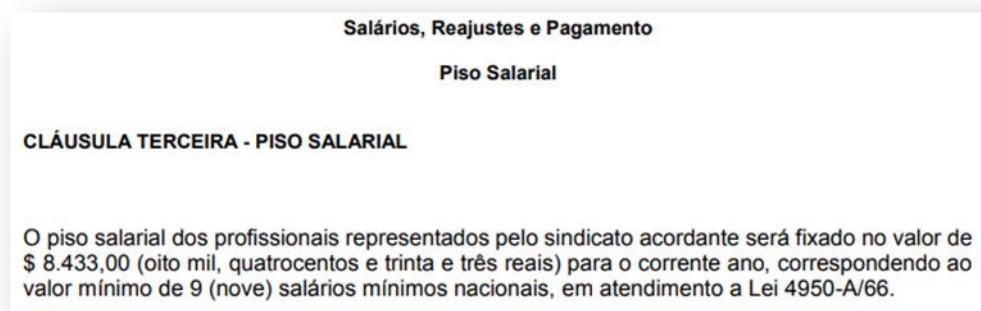 Salários, Reajustes e Pagamento
Piso Salarial
CLÁUSULA TERCEIRA - PISO SALARIAL
O piso salarial dos profissionais representados pelo sindicato acordante será fixado no valor de
$ 8.433,00 (oito mil, quatrocentos e trinta e três reais) para o corrente ano, correspondendo ao
valor mínimo de 9 (nove) salários mínimos nacionais, em atendimento a Lei 4950-A/66.